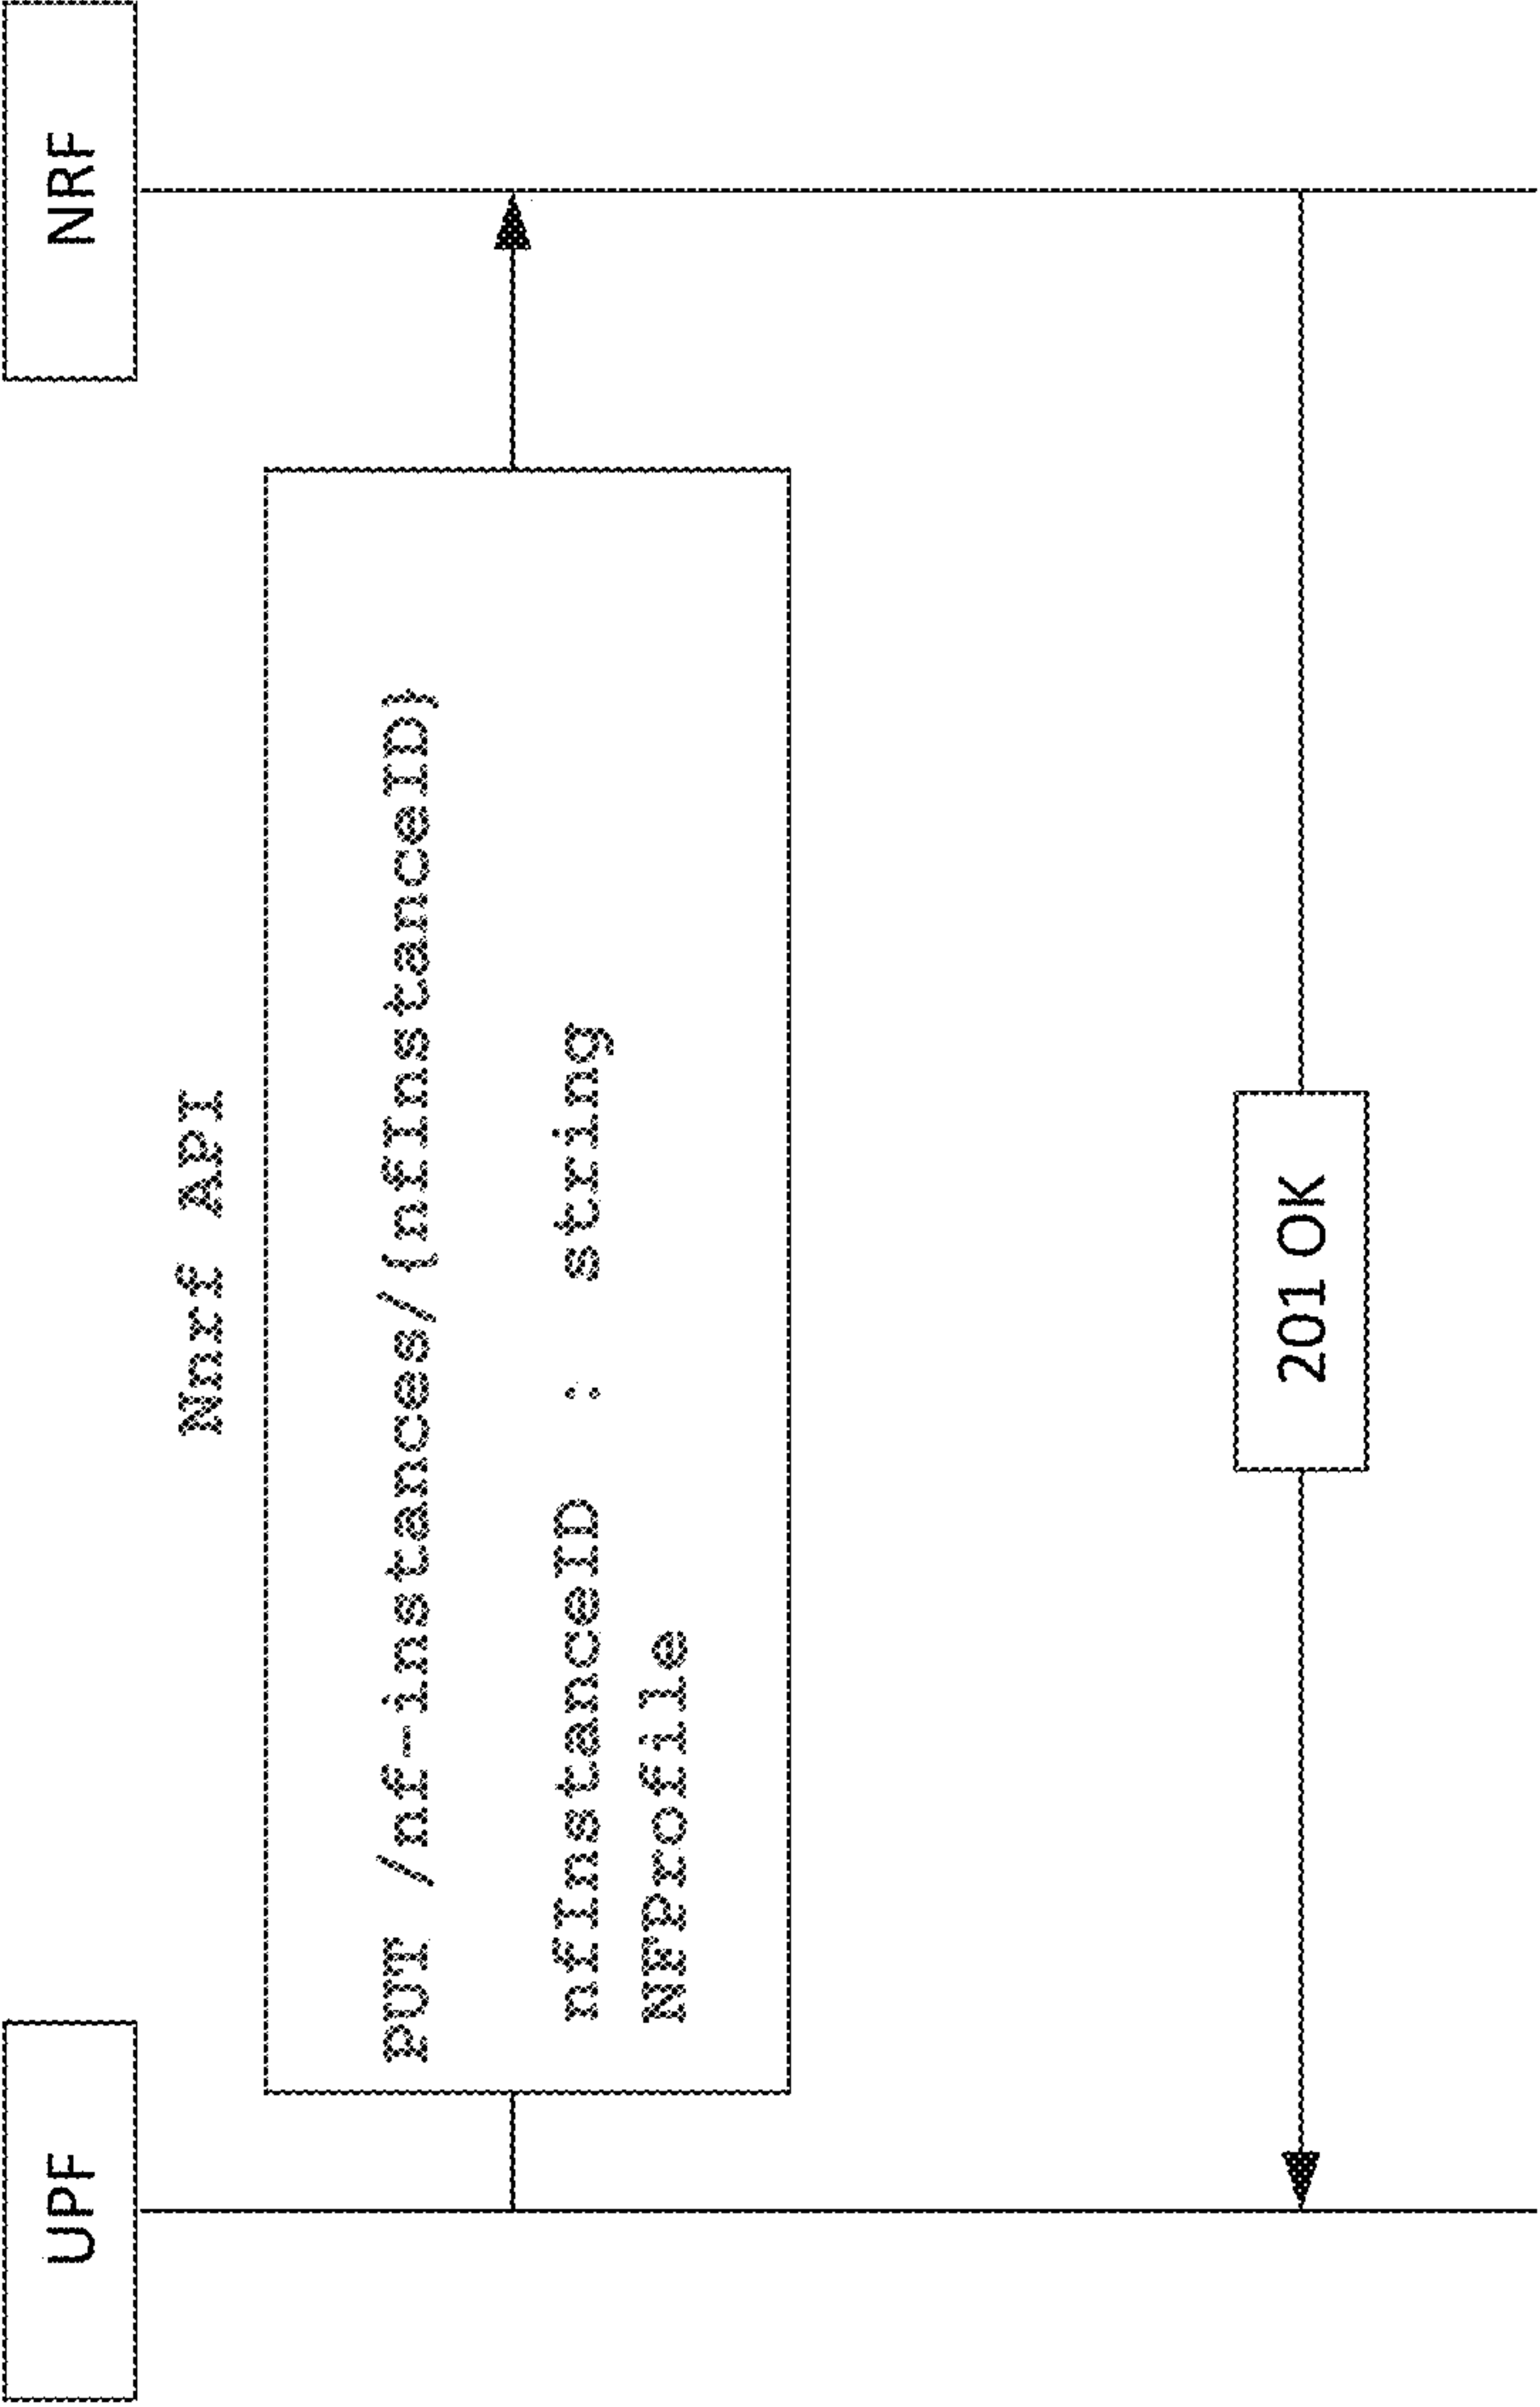 UPF
NRF
Nnrf API
PUT /nf-instances/{nfInstanceID}
nfInstanceID : string
NFProfile
201 OK